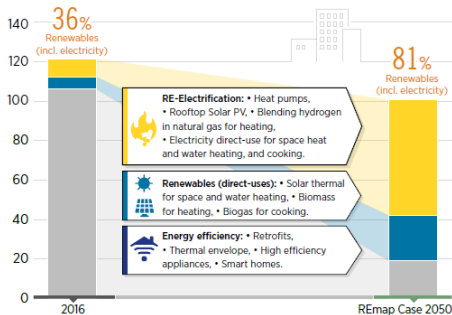 36%
Renewables
(incl. electricity)
81%
Renewables
(incl. electricity)
140
120
100
80
60
40
20
0
RE-Electrification: • Heat pumps,
• Rooftop Solar PV, • Blending hydrogen
in natural gas for heating,
• Electricity direct-use for space heat
and water heating, and cooking.
Renewables (direct-uses): • Solar thermal
for space and water heating, • Biomass
for heating, • Biogas for cooking.
Energy efficiency: • Retrofits,
• Thermal envelope, • High efficiency
appliances, • Smart homes.
2016
REmap Case 2050